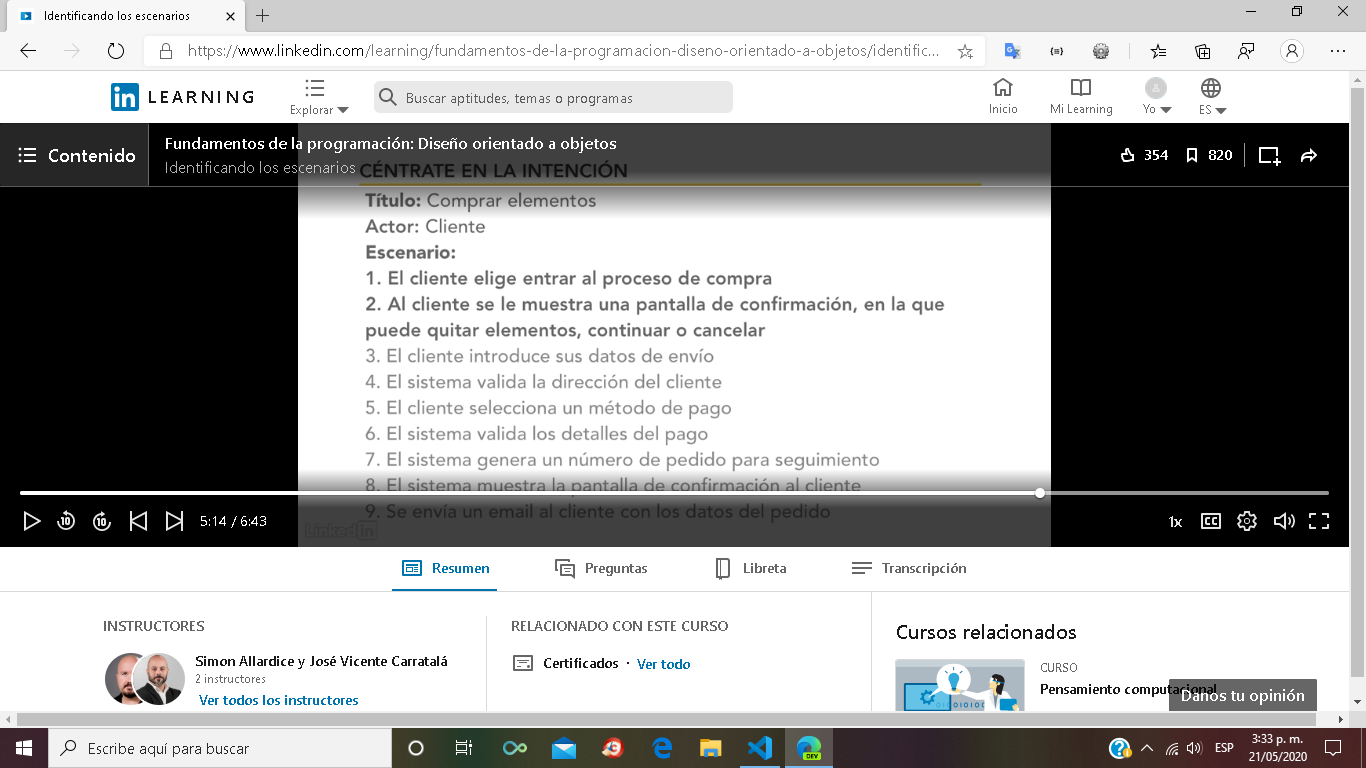 Identificando los escenarios
https://www.linkedin.com/learning/fundamentos-de-la-programacion-diseno-orientado-a-objetos/identific...
in LEARNING
Explorar
Buscar aptitudes, temas o programas
Inicio
Mi Learning
Yo
ES
Contenido
Fundamentos de la programación: Diseño orientado a objetos
Identificando los escenarios
354
820
CÉNTRATE EN LA INTENCIÓN
Título: Comprar elementos
Actor: Cliente
Escenario:
1. El cliente elige entrar al proceso de compra
2. Al cliente se le muestra una pantalla de confirmación, en la que
puede quitar elementos, continuar o cancelar
3. El cliente introduce sus datos de envío
4. El sistema valida la dirección del cliente
5. El cliente selecciona un método de pago
6. El sistema valida los detalles del pago
7. El sistema genera un número de pedido para seguimiento
8. El sistema muestra la pantalla de confirmación al cliente
9. Se envía un email al cliente con los datos del pedido
LinkedIn
10
10
5:14 / 6:43
1x
CC
Resumen
Preguntas
Libreta
Transcripción
INSTRUCTORES
Simon Allardice y José Vicente Carratalá
2 instructores
Ver todos los instructores
RELACIONADO CON ESTE CURSO
Certificados · Ver todo
Cursos relacionados
CURSO
Pensamiento computacional
Danos tu opinión
Escribe aquí para buscar
DEV
ESP
3:33 p. m.
21/05/2020